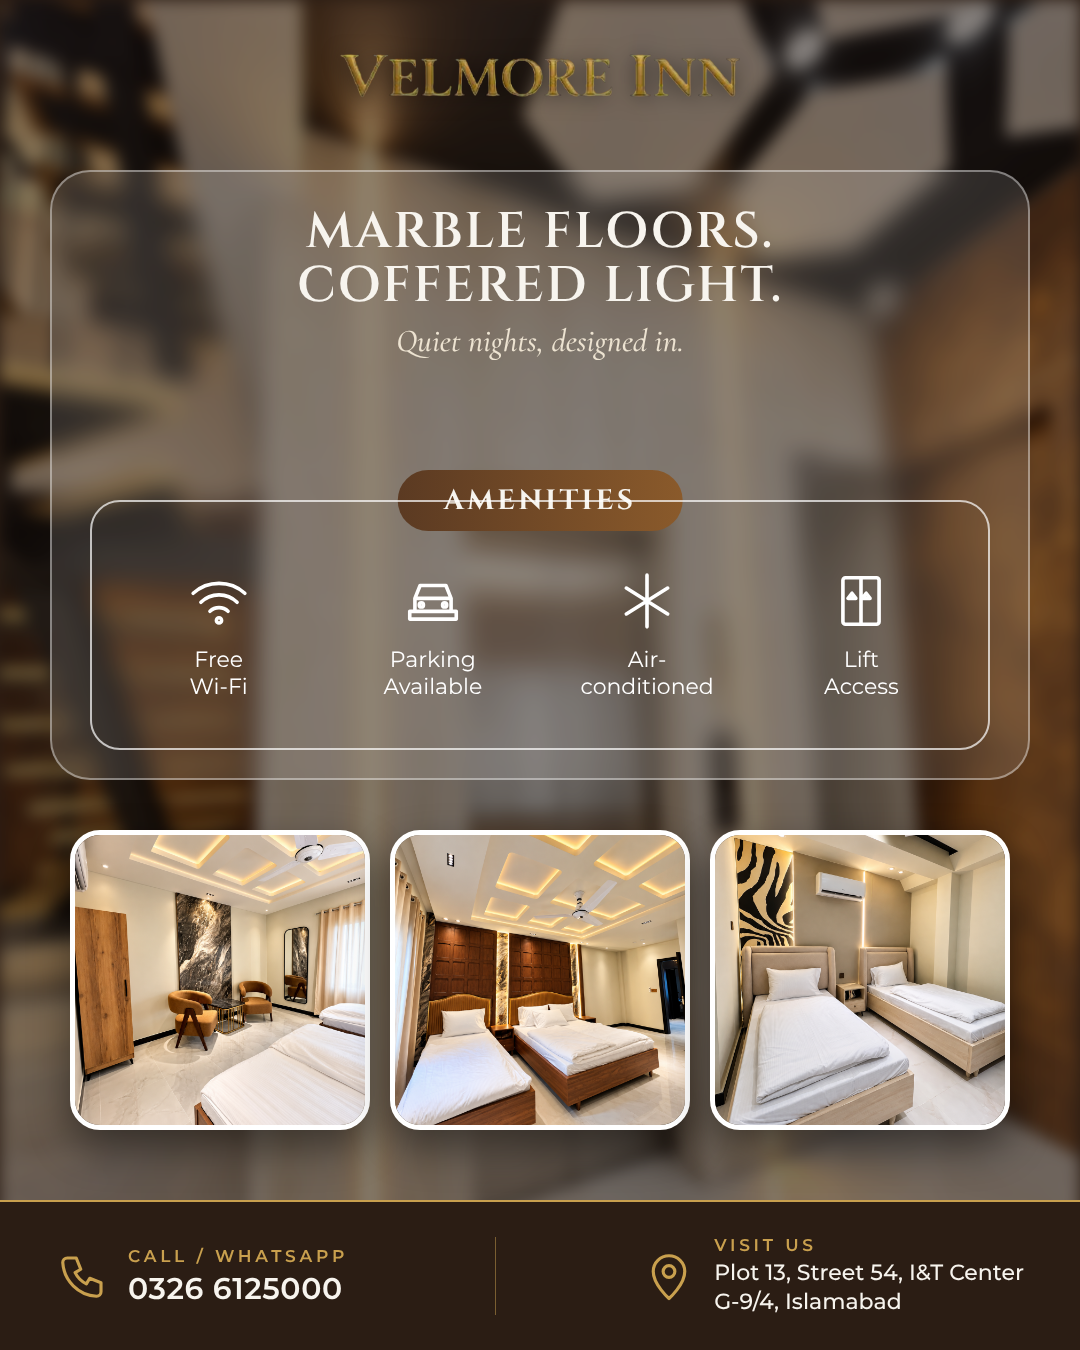 VELMORE INN
MARBLE FLOORS.
COFFERED LIGHT.
Quiet nights, designed in.
AMENITIES
Free
Wi-Fi
Parking
Available
Air-
conditioned
Lift
Access
CALL / WHATSAPP
0326 6125000
VISIT US
Plot 13, Street 54, I&T Center
G-9/4, Islamabad